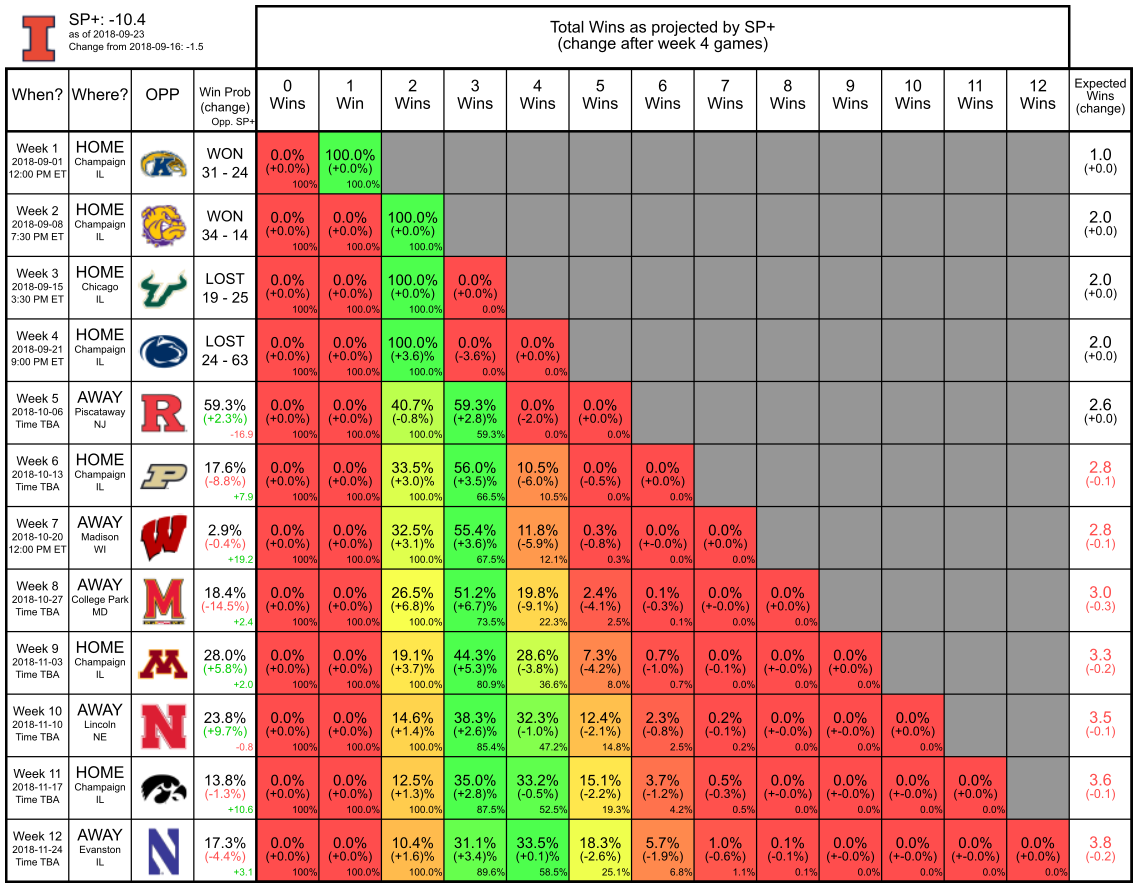 SP+: -10.4
as of 2018-09-23
Change from 2018-09-16: -1.5
Total Wins as projected by SP+
(change after week 4 games)
When? Where? OPP Win Prob (change) Opp. SP+ 0 Wins 1 Win 2 Wins 3 Wins 4 Wins 5 Wins 6 Wins 7 Wins 8 Wins 9 Wins 10 Wins 11 Wins 12 Wins Expected Wins (change)
Week 1 HOME WON 0.0% 100.0% 1.0
2018-09-01 Champaign (+0.0%) (+0.0%) (+0.0)
12:00 PM ET IL 31 - 24 100% 100.0%
Week 2 HOME WON 0.0% 0.0% 100.0% 2.0
2018-09-08 Champaign (+0.0%) (+0.0%) (+0.0%) (+0.0)
7:30 PM ET IL 34 - 14 100% 100.0% 100.0%
Week 3 HOME LOST 0.0% 0.0% 100.0% 0.0% 2.0
2018-09-15 Chicago (+0.0%) (+0.0%) (+0.0%) (+0.0%) (+0.0)
3:30 PM ET IL 19 - 25 100% 100.0% 100.0% 0.0%
Week 4 HOME LOST 0.0% 0.0% 100.0% 0.0% 0.0% 2.0
2018-09-21 Champaign (+0.0%) (+0.0%) (+3.6)% (-3.6%) (+0.0%) (+0.0)
9:00 PM ET IL 24 - 63 100% 100.0% 100.0% 0.0% 0.0%
Week 5 AWAY R 59.3% 0.0% 0.0% 40.7% 59.3% 0.0% 0.0% 2.6
2018-10-06 Piscataway (+2.3%) (+0.0%) (+0.0%) (-0.8%) (+2.8)% (-2.0%) (+0.0%) (+0.0)
Time TBA NJ -16.9 100% 100.0% 100.0% 59.3% 0.0% 0.0%
Week 6 HOME P 17.6% 0.0% 0.0% 33.5% 56.0% 10.5% 0.0% 0.0% 2.8
2018-10-13 Champaign (-8.8%) (+0.0%) (+0.0%) (+3.0%) (+3.5)% (-6.0%) (-0.5%) (+0.0%) (-0.1)
Time TBA IL +7.9 100% 100.0% 100.0% 66.5% 10.5% 0.0% 0.0%
Week 7 AWAY W 2.9% 0.0% 0.0% 32.5% 55.4% 11.8% 0.3% 0.0% 0.0% 2.8
2018-10-20 Madison (-0.4%) (+0.0%) (+0.0%) (+3.1%) (+3.6)% (-5.9%) (-0.8%) (+-0.0%) (+0.0%) (-0.1)
12:00 PM ET WI +19.2 100% 100.0% 100.0% 67.5% 12.1% 0.3% 0.0% 0.0%
Week 8 AWAY M 18.4% 0.0% 0.0% 26.5% 51.2% 19.8% 2.4% 0.1% 0.0% 0.0% 3.0
2018-10-27 College Park (-14.5%) (+0.0%) (+0.0%) (+6.8%) (+6.7)% (-9.1%) (-4.1%) (-0.3%) (+-0.0%) (+0.0%) (-0.3)
Time TBA MD +2.4 100% 100.0% 100.0% 73.5% 22.3% 2.5% 0.1% 0.0% 0.0%
Week 9 HOME M 28.0% 0.0% 0.0% 19.1% 44.3% 28.6% 7.3% 0.7% 0.0% 0.0% 0.0% 3.3
2018-11-03 Champaign (+5.8%) (+0.0%) (+0.0%) (+3.7%) (+5.3)% (-3.8%) (-4.2%) (-1.0%) (-0.1%) (+-0.0%) (+0.0%) (-0.2)
Time TBA IL +2.0 100% 100.0% 100.0% 80.9% 36.6% 8.0% 0.7% 0.0% 0.0% 0.0%
Week 10 AWAY N 23.8% 0.0% 0.0% 14.6% 38.3% 32.3% 12.4% 2.3% 0.2% 0.0% 0.0% 0.0% 3.5
2018-11-10 Lincoln (+9.7%) (+0.0%) (+0.0%) (+1.4%) (+2.6)% (-1.0%) (-2.1%) (-0.8%) (-0.1%) (+-0.0%) (+-0.0%) (+0.0%) (-0.1)
Time TBA NE -0.8 100% 100.0% 100.0% 85.4% 47.2% 14.8% 2.5% 0.2% 0.0% 0.0% 0.0%
Week 11 HOME 13.8% 0.0% 0.0% 12.5% 35.0% 33.2% 15.1% 3.7% 0.5% 0.0% 0.0% 0.0% 0.0% 3.6
2018-11-17 Champaign (-1.3%) (+0.0%) (+0.0%) (+1.3%) (+2.8)% (-0.5%) (-2.2%) (-1.2%) (-0.3%) (+-0.0%) (+-0.0%) (+-0.0%) (+0.0%) (-0.1)
Time TBA IL +10.6 100% 100.0% 100.0% 87.5% 52.5% 19.3% 4.2% 0.5% 0.0% 0.0% 0.0% 0.0%
Week 12 AWAY N 17.3% 0.0% 0.0% 10.4% 31.1% 33.5% 18.3% 5.7% 1.0% 0.1% 0.0% 0.0% 0.0% 0.0% 3.8
2018-11-24 Evanston (-4.4%) (+0.0%) (+0.0%) (+1.6%) (+3.4)% (+0.1)% (-2.6%) (-1.9%) (-0.6%) (-0.1%) (+-0.0%) (-0.0%) (+-0.0%) (+0.0%) (-0.2)
Time TBA IL +3.1 100% 100.0% 100.0% 89.6% 58.5% 25.1% 6.8% 1.1% 0.1% 0.0% 0.0% 0.0% 0.0%